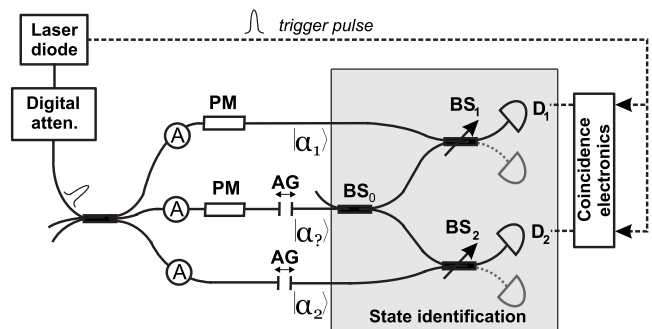 Laser
diode
trigger pulse
Digital
atten.
A
PM
|α₁⟩
BS₁
D₁
A
PM
AG
|α?⟩
BS₀
Coincidence
electronics
A
AG
|α₂⟩
BS₂
D₂
State identification